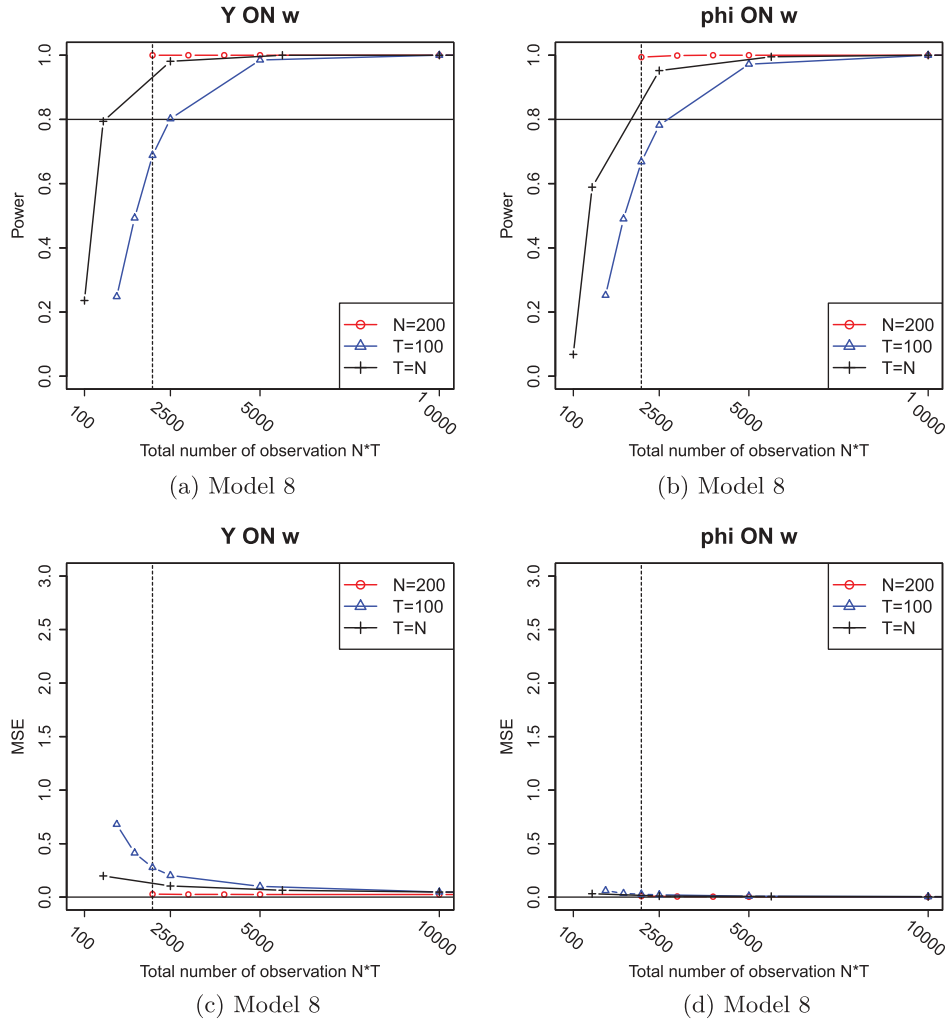 Y ON w
Power
0.0
0.2
0.4
0.6
0.8
1.0
N=200
T=100
T=N
100
2500
5000
1
0000
Total number of observation N*T
(a) Model 8
phi ON w
Power
0.0
0.2
0.4
0.6
0.8
1.0
N=200
T=100
T=N
100
2500
5000
1
0000
Total number of observation N*T
(b) Model 8
Y ON w
MSE
0.0
0.5
1.0
1.5
2.0
2.5
3.0
N=200
T=100
T=N
100
2500
5000
10000
Total number of observation N*T
(c) Model 8
phi ON w
MSE
0.0
0.5
1.0
1.5
2.0
2.5
3.0
N=200
T=100
T=N
100
2500
5000
10000
Total number of observation N*T
(d) Model 8